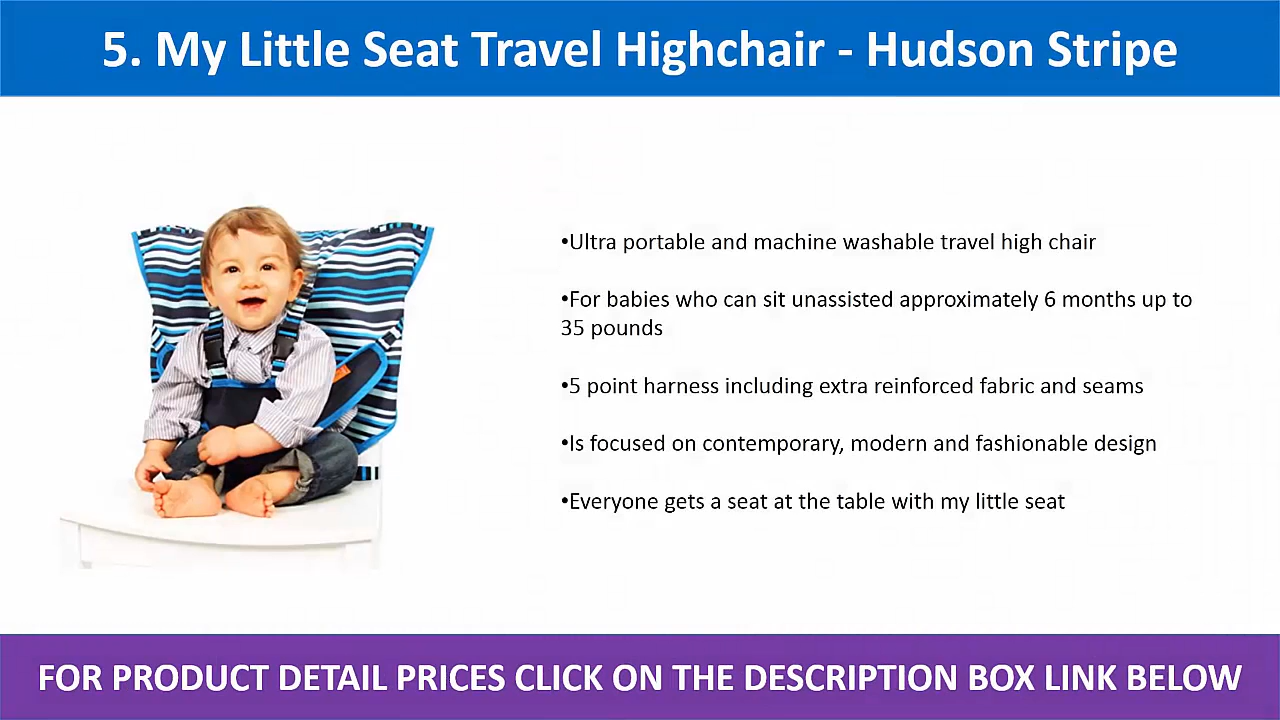 5. My Little Seat Travel Highchair - Hudson Stripe
•Ultra portable and machine washable travel high chair
•For babies who can sit unassisted approximately 6 months up to
35 pounds
•5 point harness including extra reinforced fabric and seams
•Is focused on contemporary, modern and fashionable design
•Everyone gets a seat at the table with my little seat
FOR PRODUCT DETAIL PRICES CLICK ON THE DESCRIPTION BOX LINK BELOW